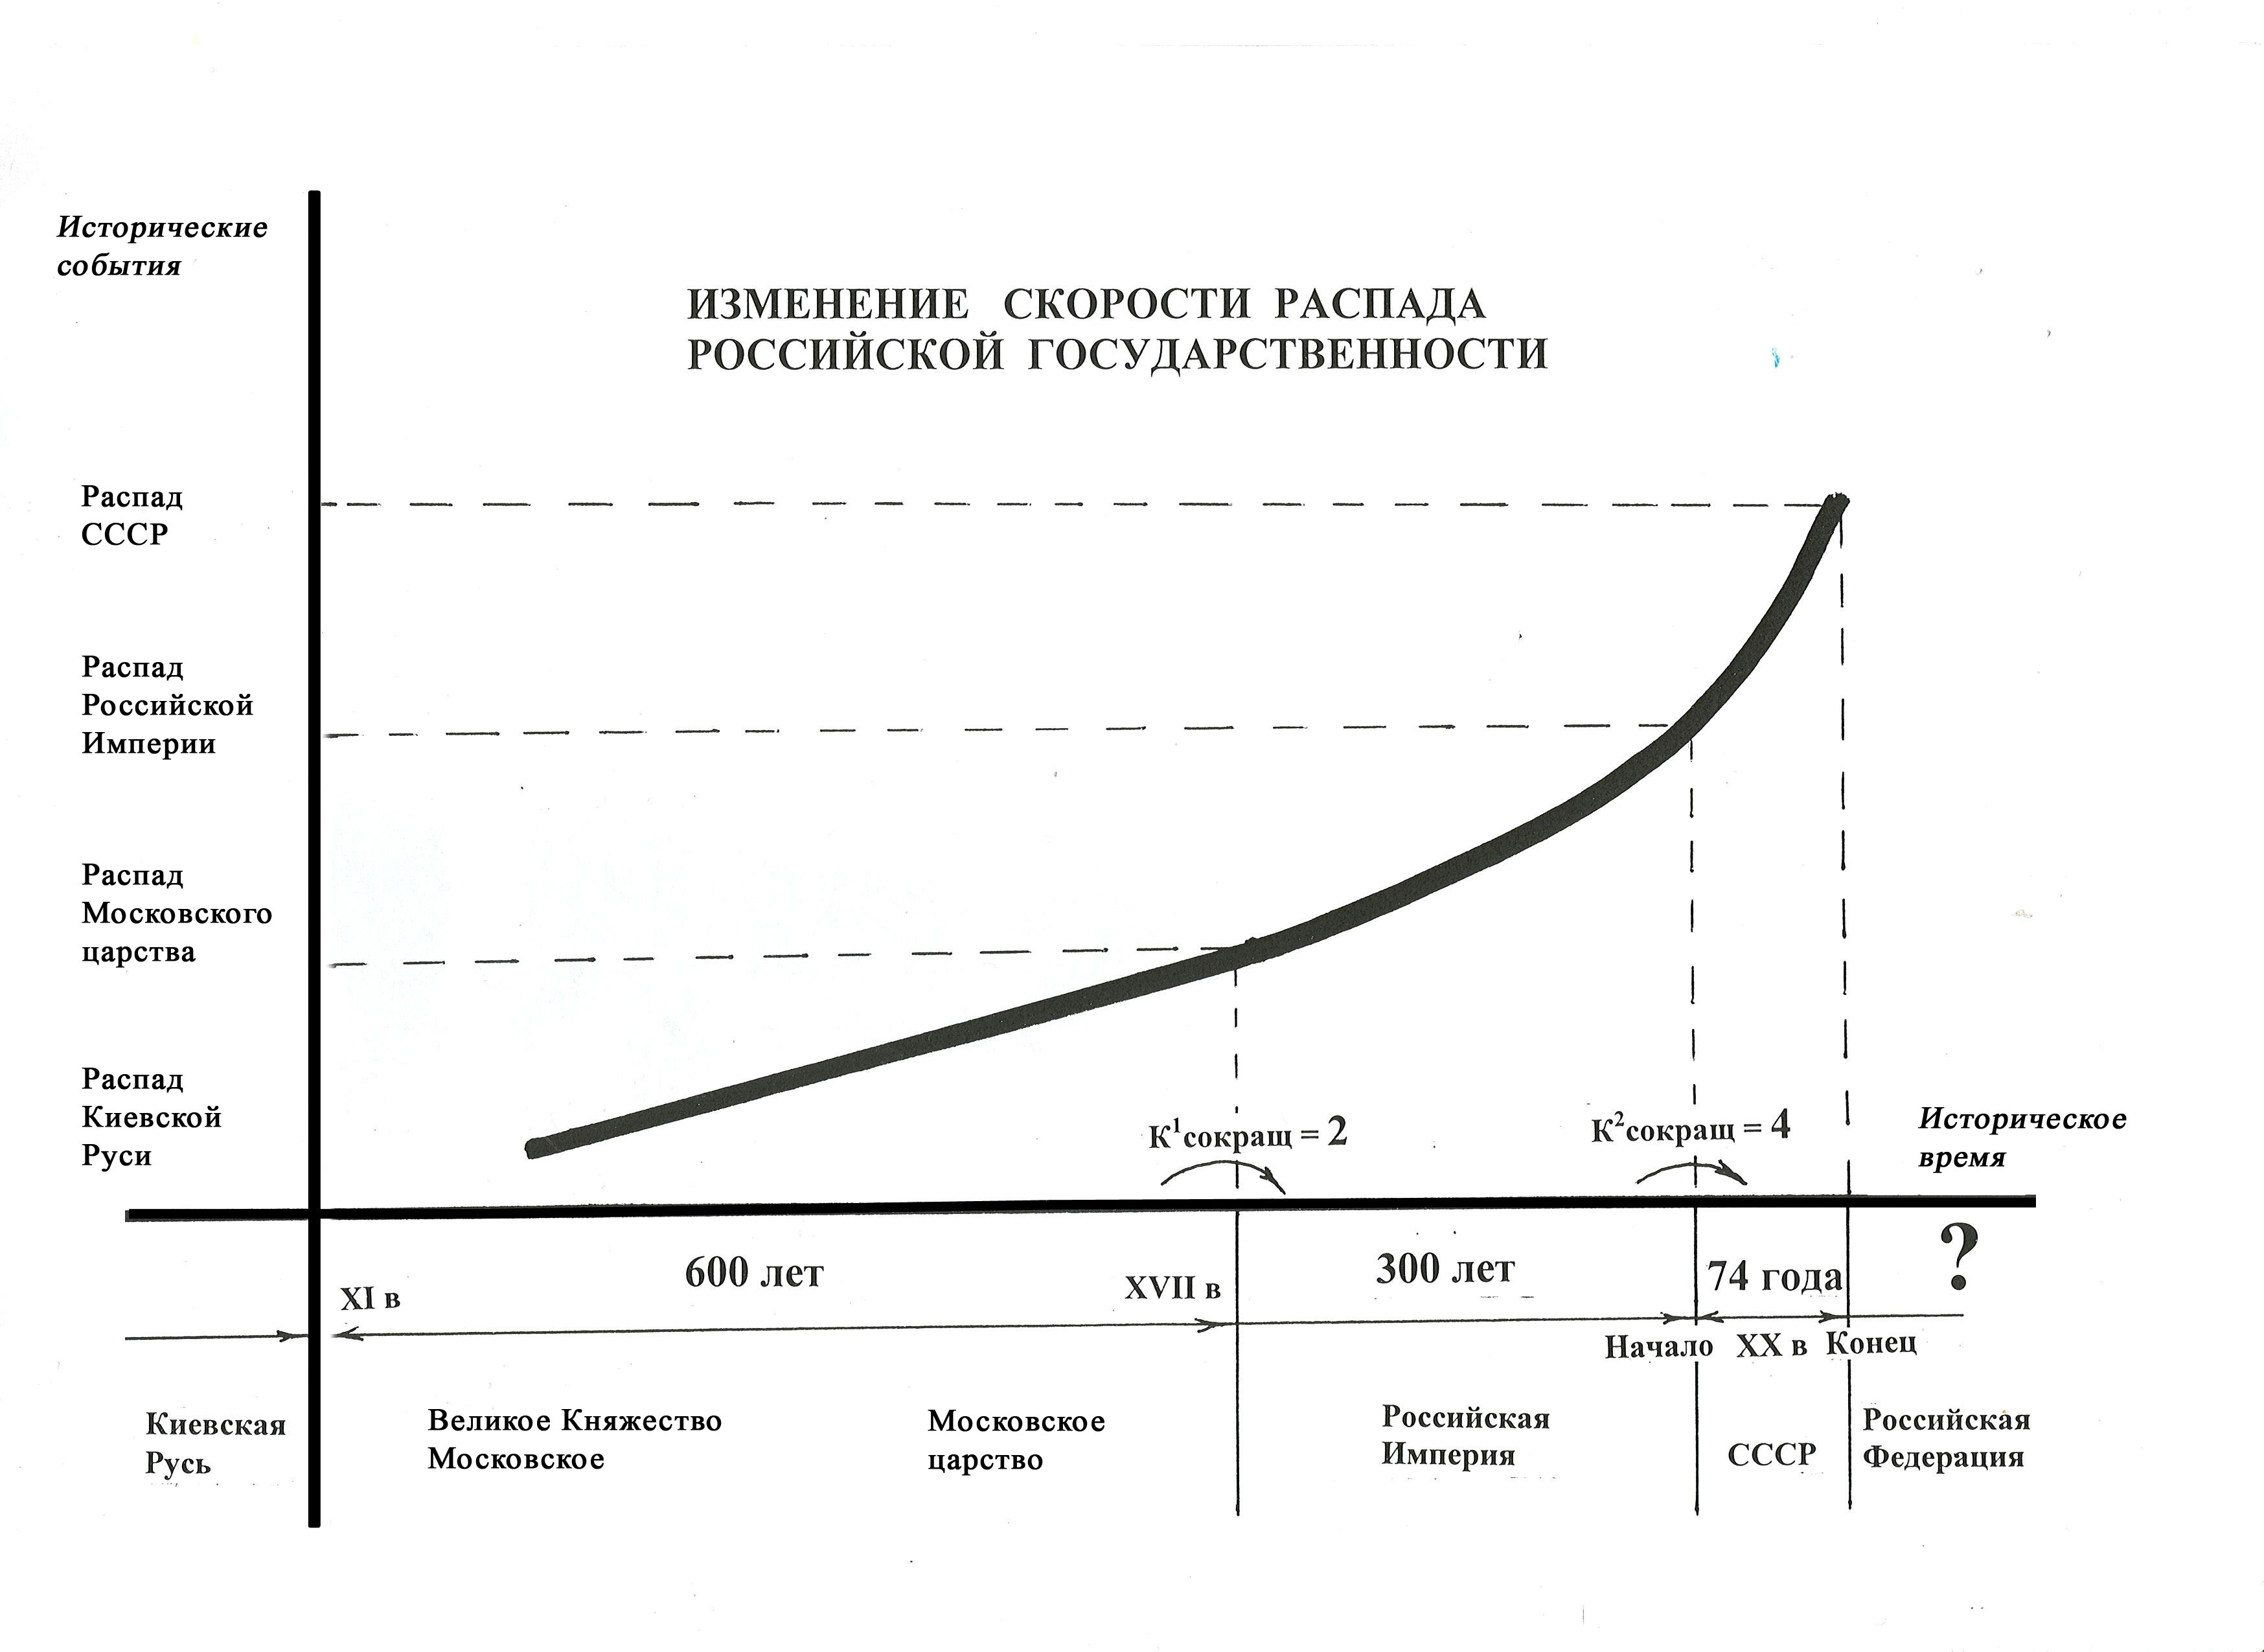 Исторические
события
ИЗМЕНЕНИЕ СКОРОСТИ РАСПАДА
РОССИЙСКОЙ ГОСУДАРСТВЕННОСТИ
Распад
СССР
Распад
Российской
Империи
Распад
Московского
царства
Распад
Киевской
Руси
К¹сокращ = 2
К²сокращ = 4
Историческое
время
XI в
600 лет
XVII в
300 лет
74 года
?
Начало XX в Конец
Киевская
Русь
Великое Княжество
Московское
Московское
царство
Российская
Империя
СССР
Российская
Федерация